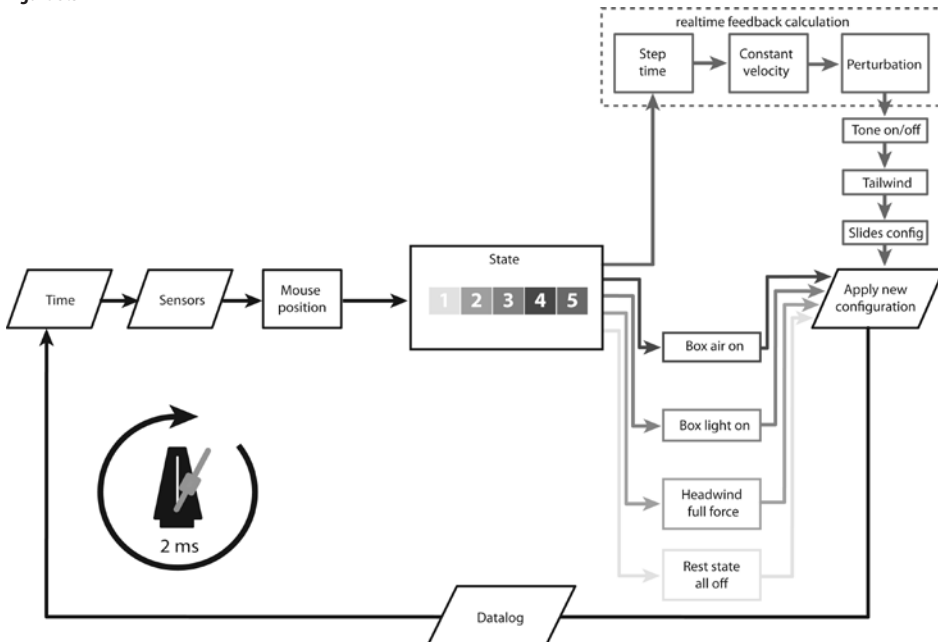 realtime feedback calculation
Step
time
Constant
velocity
Perturbation
Tone on/off
Tailwind
Slides config
State
1 2 3 4 5
Time
Sensors
Mouse
position
Apply new
configuration
Box air on
Box light on
Headwind
full force
Rest state
all off
2 ms
Datalog